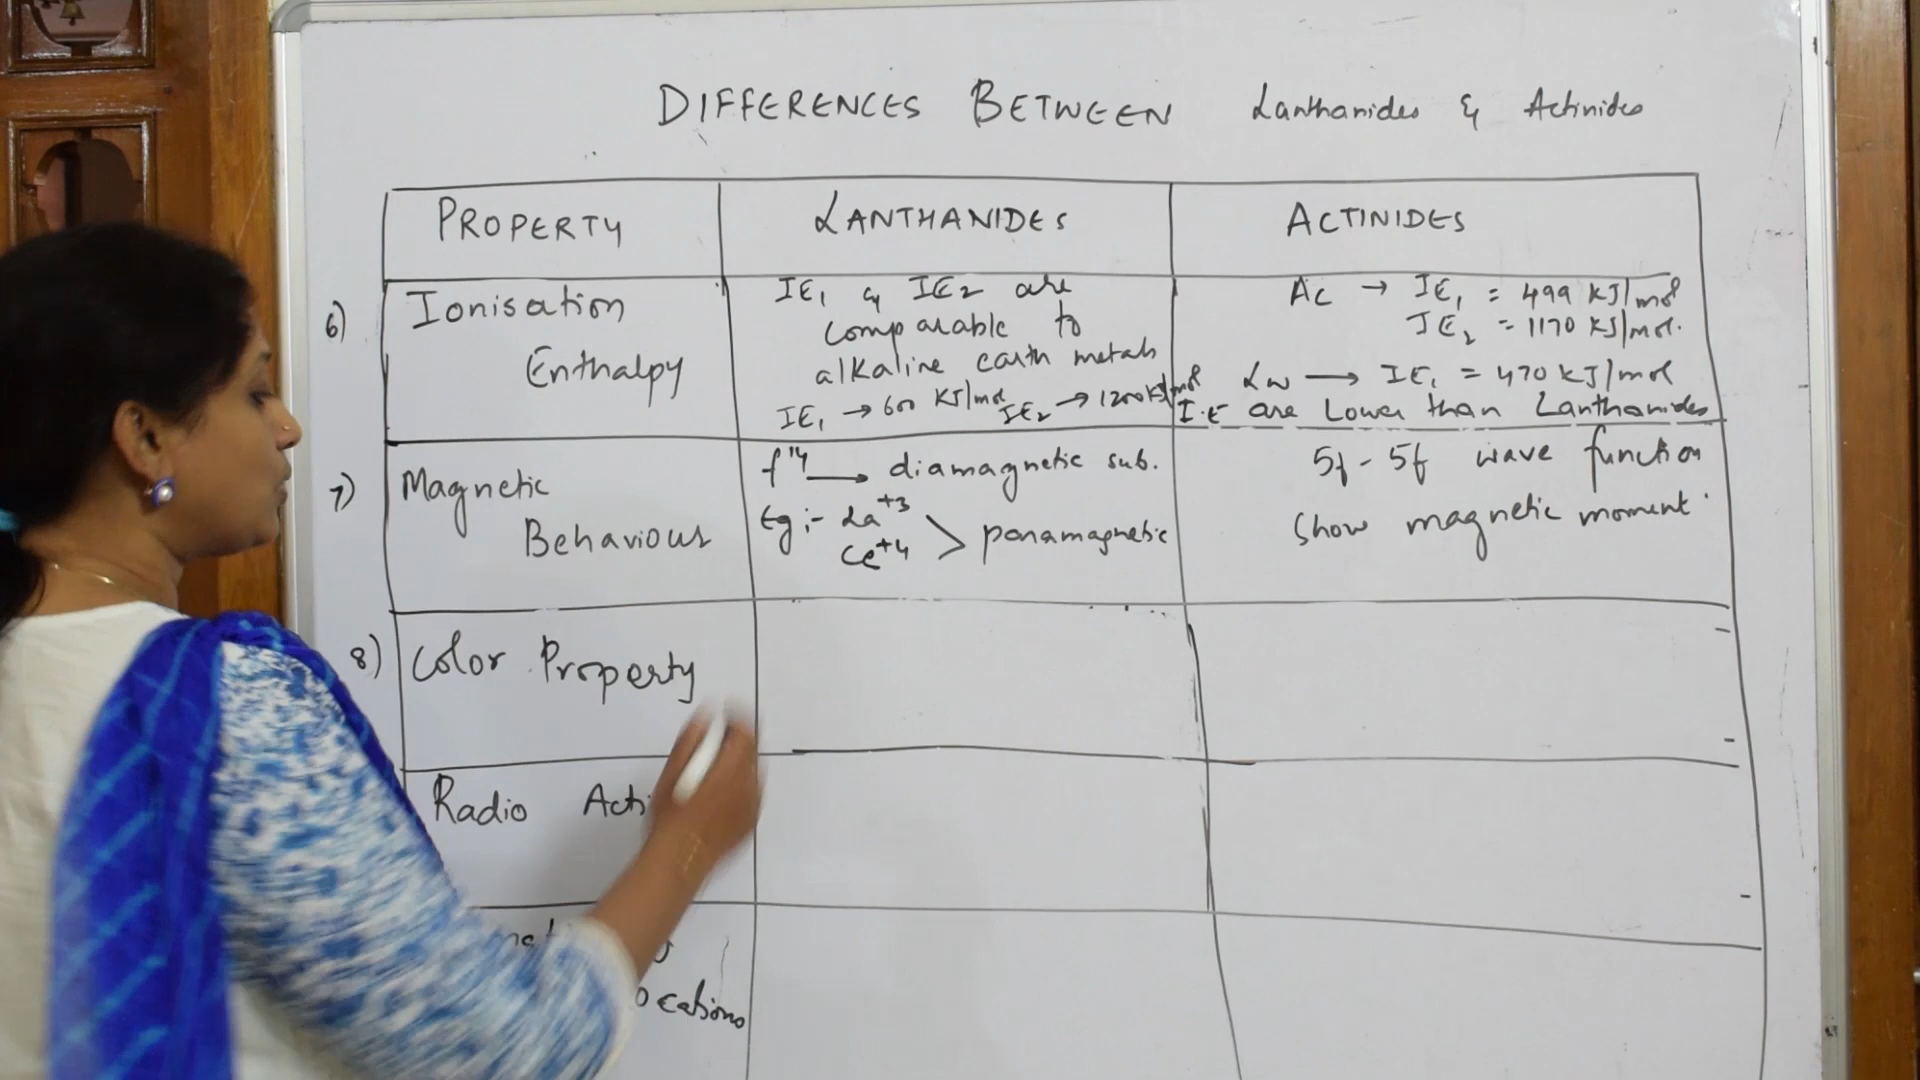 DIFFERENCES BETWEEN Lanthanides & Actinides
PROPERTY LANTHANIDES ACTINIDES
6) Ionisation Enthalpy
IE₁ & IE₂ are
comparable to
alkaline earth metals
IE₁ → 600 KJ/mol IE₂ → 1200 KJ/mol
Ac → IE₁ = 499 KJ/mol
IE₂ = 1170 KJ/mol.
Lw → IE₁ = 470 KJ/mol
I.E are Lower than Lanthanides
7) Magnetic
Behaviour
f¹⁴ → diamagnetic sub.
Eg:- La⁺³
Ce⁺⁴ > paramagnetic
5f - 5f wave function
Show magnetic moment.
8) Color Property
Radio Acti